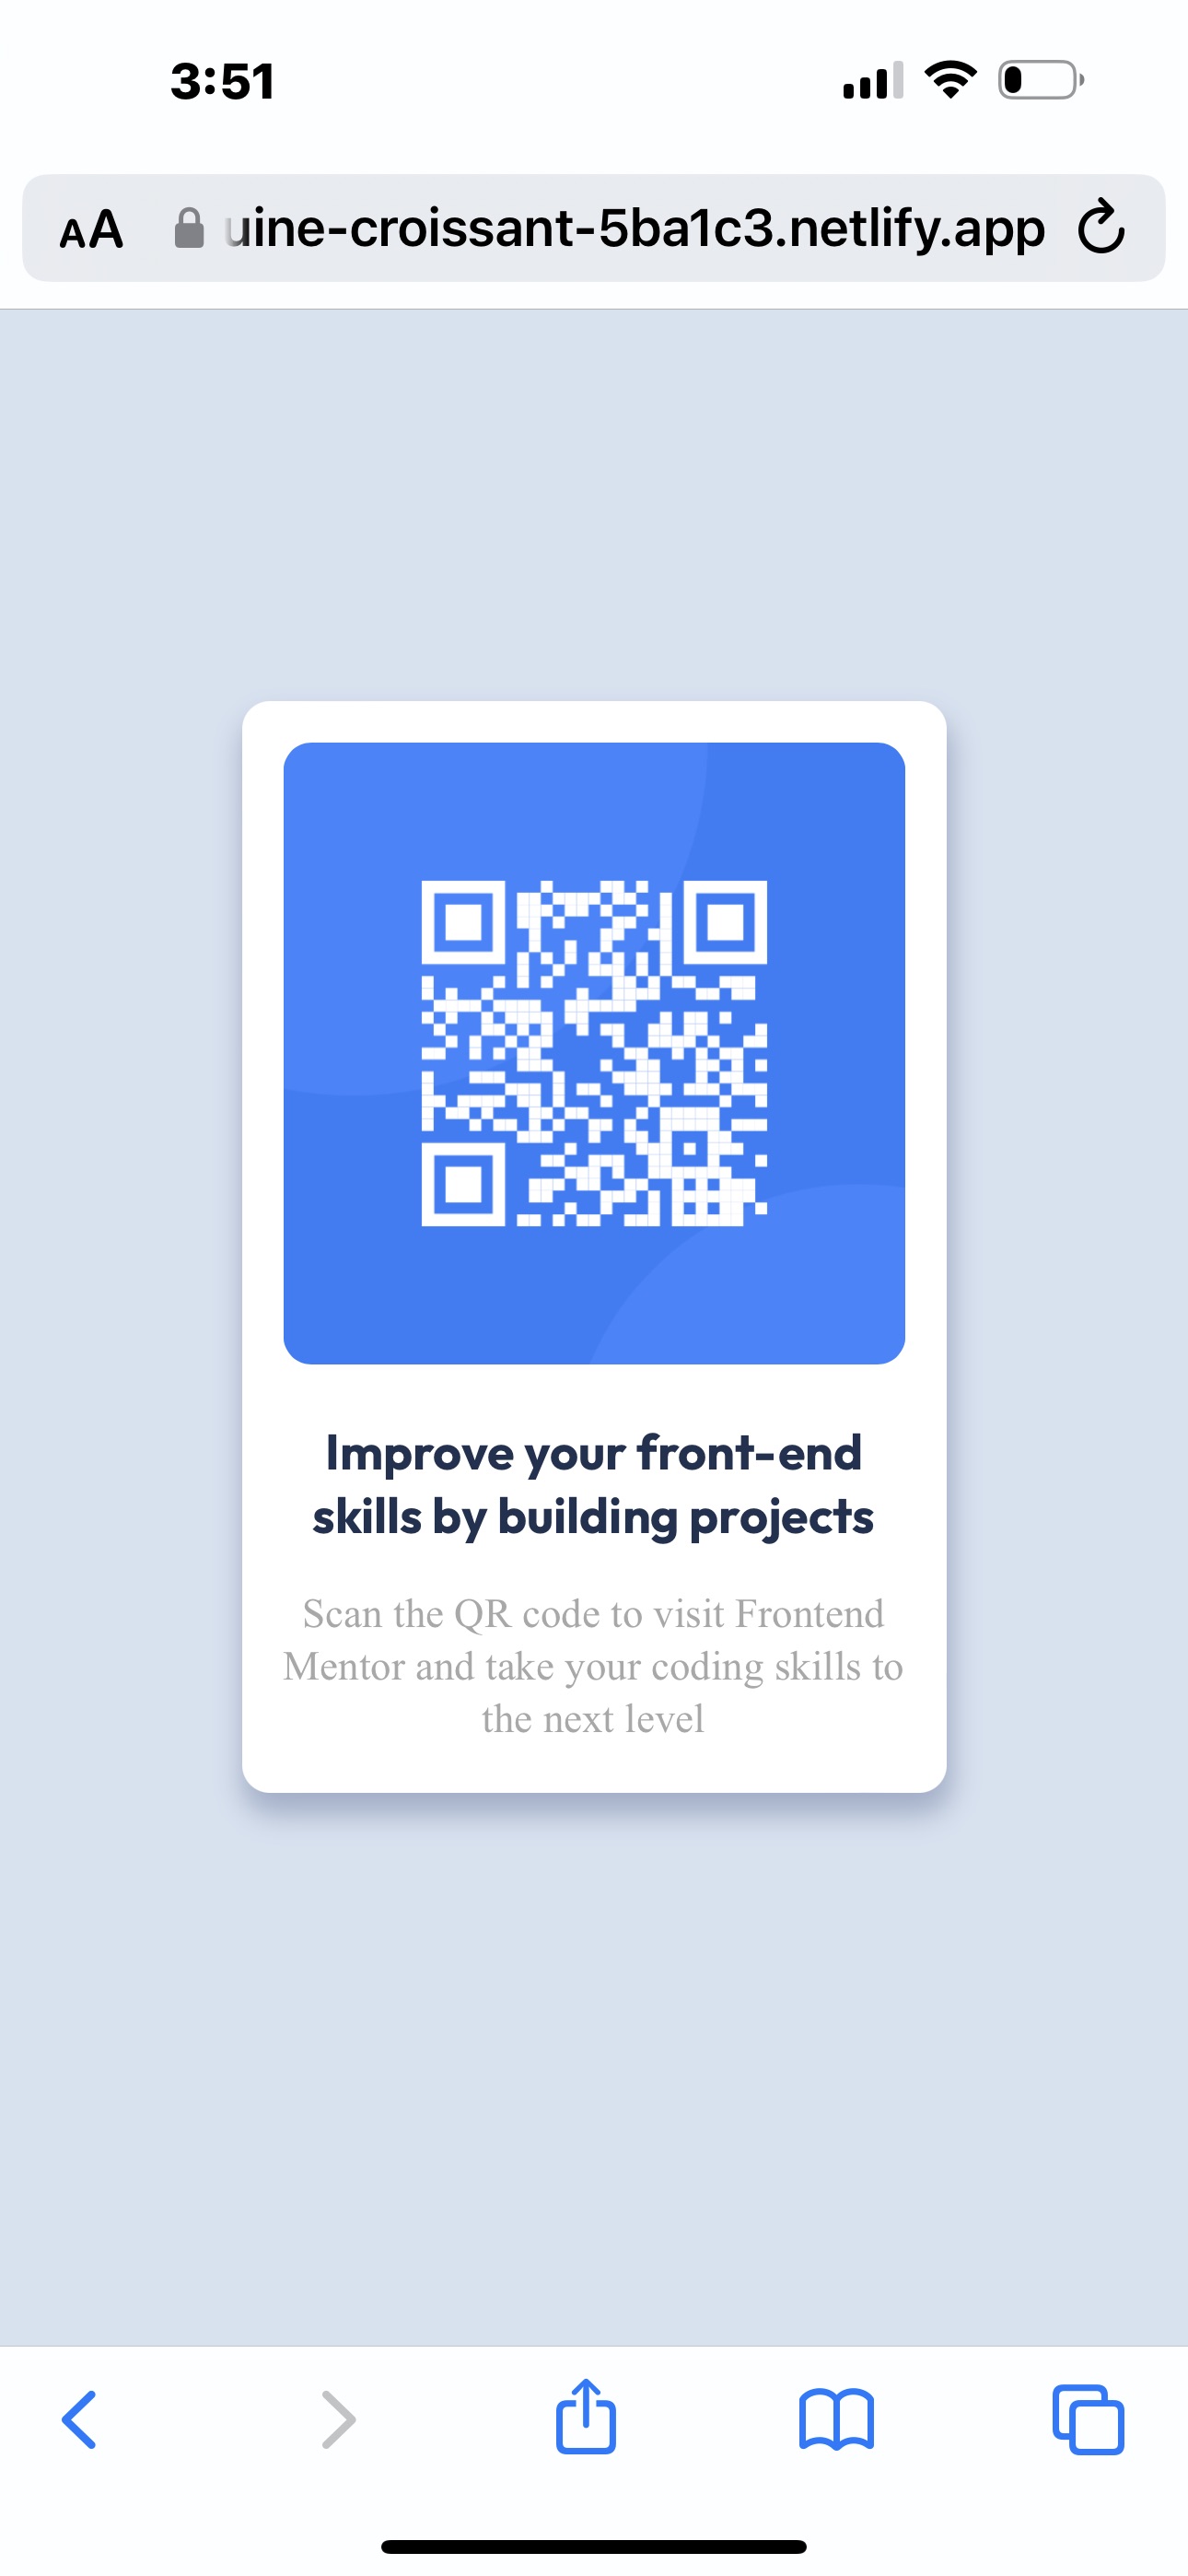 3:51
AA uine-croissant-5ba1c3.netlify.app
Improve your front-end
skills by building projects
Scan the QR code to visit Frontend
Mentor and take your coding skills to
the next level